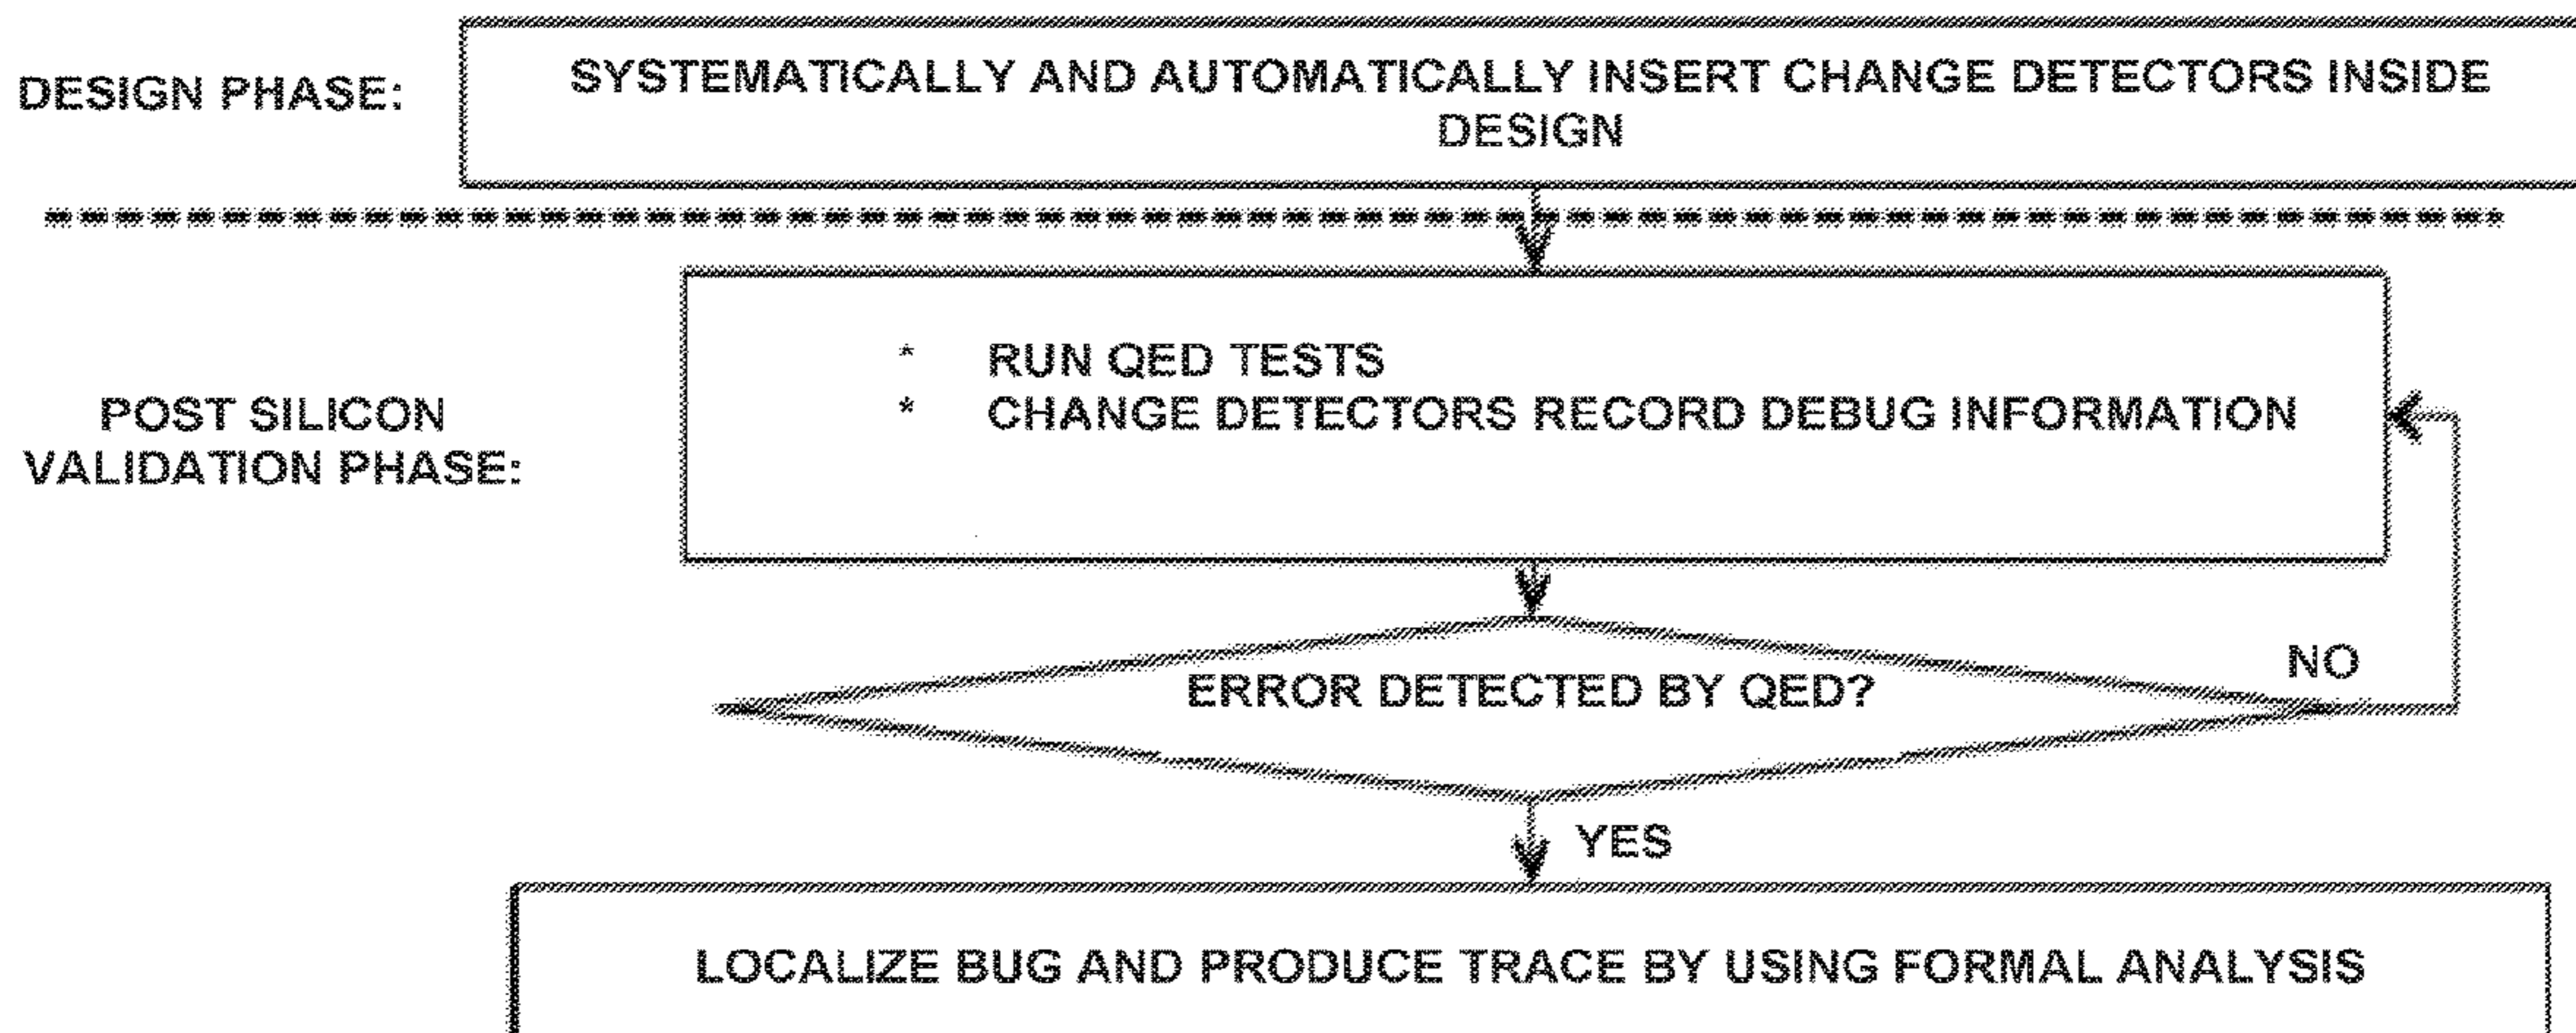 DESIGN PHASE:
SYSTEMATICALLY AND AUTOMATICALLY INSERT CHANGE DETECTORS INSIDE
DESIGN
* RUN QED TESTS
* CHANGE DETECTORS RECORD DEBUG INFORMATION
POST SILICON
VALIDATION PHASE:
ERROR DETECTED BY QED?
NO
YES
LOCALIZE BUG AND PRODUCE TRACE BY USING FORMAL ANALYSIS